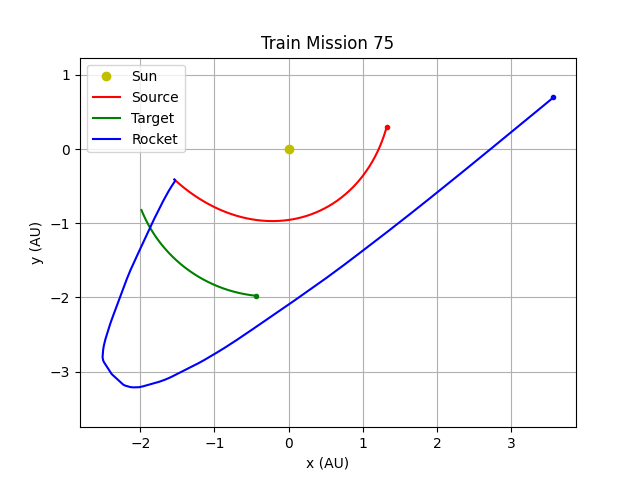 Train Mission 75
Sun
Source
Target
Rocket
1
0
−1
−2
−3
y (AU)
−2
−1
0
1
2
3
x (AU)